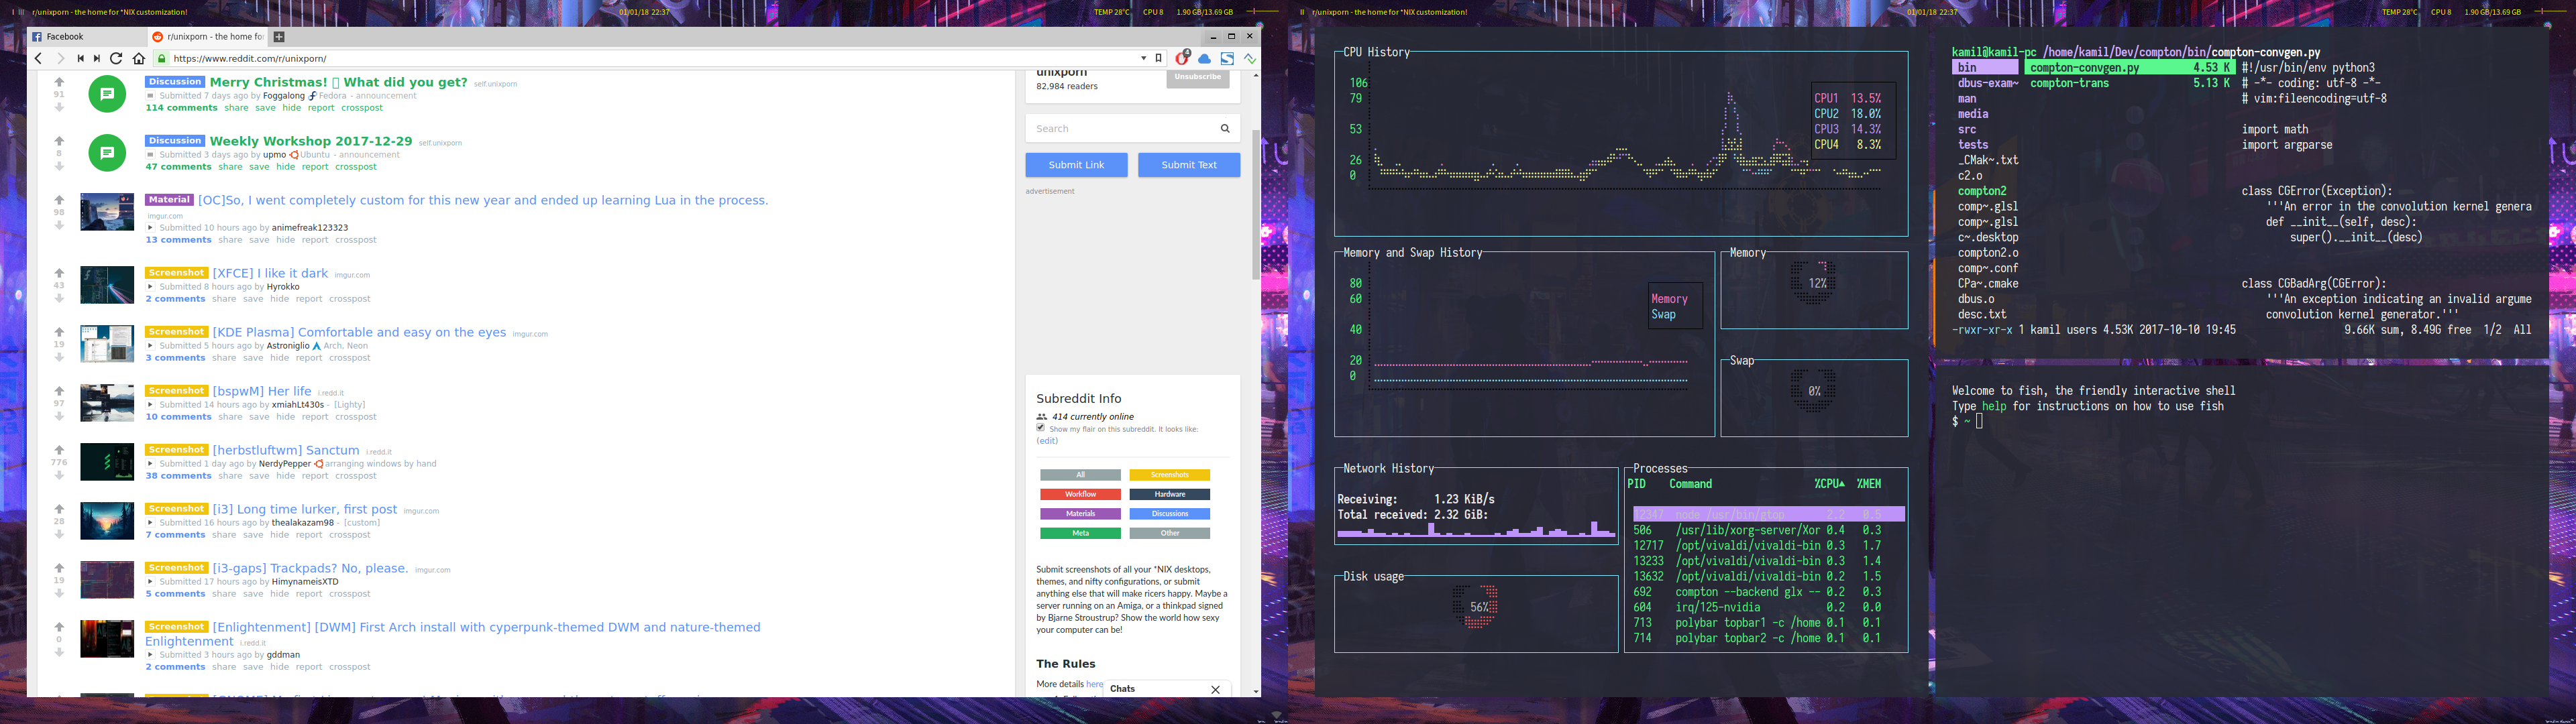 I III r/unixporn - the home for *NIX customization! 01/01/18 22:37 TEMP 28°C CPU 8 1.90 GB/13.69 GB
Facebook r/unixporn - the home fo
https://www.reddit.com/r/unixporn/ 4
Discussion Merry Christmas! What did you get? self.unixporn
91
Submitted 7 days ago by Foggalong Fedora - announcement
114 comments share save hide report crosspost
Discussion Weekly Workshop 2017-12-29 self.unixporn
8
Submitted 3 days ago by upmo Ubuntu - announcement
47 comments share save hide report crosspost
Material [OC]So, I went completely custom for this new year and ended up learning Lua in the process.
98
imgur.com
Submitted 10 hours ago by animefreak123323
13 comments share save hide report crosspost
Screenshot [XFCE] I like it dark imgur.com
43
Submitted 8 hours ago by Hyrokko
2 comments share save hide report crosspost
Screenshot [KDE Plasma] Comfortable and easy on the eyes imgur.com
19
Submitted 5 hours ago by Astroniglio Arch, Neon
3 comments share save hide report crosspost
Screenshot [bspwM] Her life i.redd.it
97
Submitted 14 hours ago by xmiahLt430s - [Lighty]
10 comments share save hide report crosspost
Screenshot [herbstluftwm] Sanctum i.redd.it
776
Submitted 1 day ago by NerdyPepper arranging windows by hand
38 comments share save hide report crosspost
Screenshot [i3] Long time lurker, first post imgur.com
28
Submitted 16 hours ago by thealakazam98 - [custom]
7 comments share save hide report crosspost
Screenshot [i3-gaps] Trackpads? No, please. imgur.com
19
Submitted 17 hours ago by HimynameisXTD
5 comments share save hide report crosspost
Screenshot [Enlightenment] [DWM] First Arch install with cyperpunk-themed DWM and nature-themed
Enlightenment i.redd.it
0
Submitted 3 hours ago by gddman
2 comments share save hide report crosspost
unixporn Unsubscribe
82,984 readers
Search
Submit Link Submit Text
advertisement
Subreddit Info
414 currently online
Show my flair on this subreddit. It looks like:
(edit)
All Screenshots
Workflow Hardware
Materials Discussions
Meta Other
Submit screenshots of all your *NIX desktops,
themes, and nifty configurations, or submit
anything else that will make ricers happy. Maybe a
server running on an Amiga, or a thinkpad signed
by Bjarne Stroustrup? Show the world how sexy
your computer can be!
The Rules
More details here
Chats
II r/unixporn - the home for *NIX customization! 01/01/18 22:37 TEMP 28°C CPU 8 1.90 GB/13.69 GB
CPU History
106
79
53
26
0
CPU1 13.5%
CPU2 18.0%
CPU3 14.3%
CPU4 8.3%
Memory and Swap History
80
60
40
20
0
Memory
Swap
Memory
12%
Swap
0%
Network History
Receiving: 1.23 KiB/s
Total received: 2.32 GiB:
Disk usage
56%
Processes
PID Command %CPU▲ %MEM
12347 node /usr/bin/gtop 2.2 0.5
506 /usr/lib/xorg-server/Xor 0.4 0.3
12717 /opt/vivaldi/vivaldi-bin 0.3 1.7
13233 /opt/vivaldi/vivaldi-bin 0.3 1.4
13632 /opt/vivaldi/vivaldi-bin 0.2 1.5
692 compton --backend glx -- 0.2 0.3
604 irq/125-nvidia 0.2 0.0
713 polybar topbar1 -c /home 0.1 0.1
714 polybar topbar2 -c /home 0.1 0.1
kamil@kamil-pc /home/kamil/Dev/compton/bin/compton-convgen.py
bin compton-convgen.py 4.53 K #!/usr/bin/env python3
dbus-exam~ compton-trans 5.13 K # -*- coding: utf-8 -*-
man # vim:fileencoding=utf-8
media
src import math
tests import argparse
_CMak~.txt
c2.o
compton2 class CGError(Exception):
comp~.glsl '''An error in the convolution kernel genera
comp~.glsl def __init__(self, desc):
c~.desktop super().__init__(desc)
compton2.o
comp~.conf
CPa~.cmake class CGBadArg(CGError):
dbus.o '''An exception indicating an invalid argume
desc.txt convolution kernel generator.'''
-rwxr-xr-x 1 kamil users 4.53K 2017-10-10 19:45 9.66K sum, 8.49G free 1/2 All
Welcome to fish, the friendly interactive shell
Type help for instructions on how to use fish
$ ~